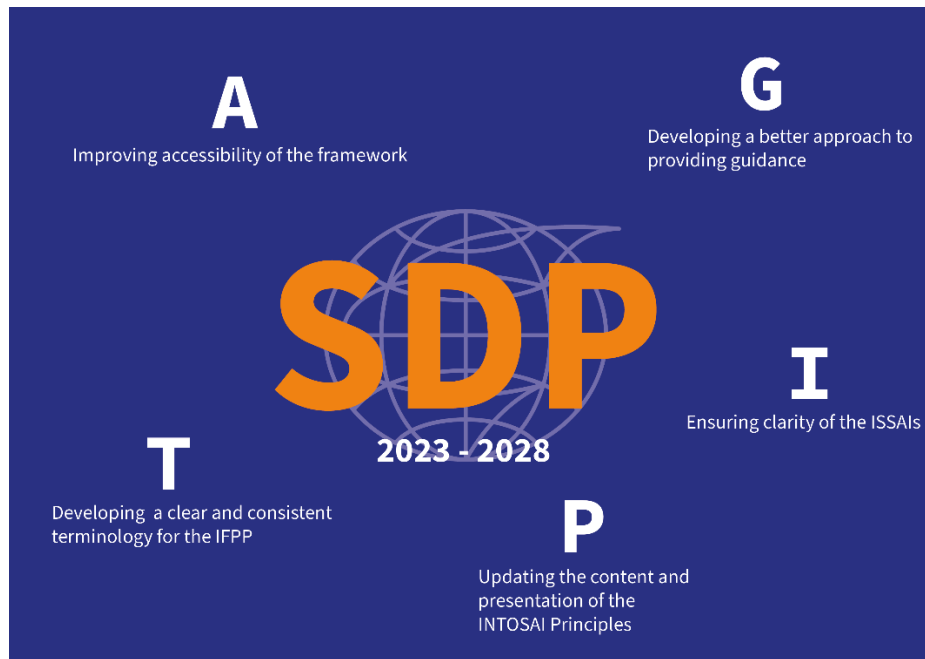 A
Improving accessibility of the framework
G
Developing a better approach to
providing guidance
SDP
2023 - 2028
I
Ensuring clarity of the ISSAIs
T
Developing a clear and consistent
terminology for the IFPP
P
Updating the content and
presentation of the
INTOSAI Principles